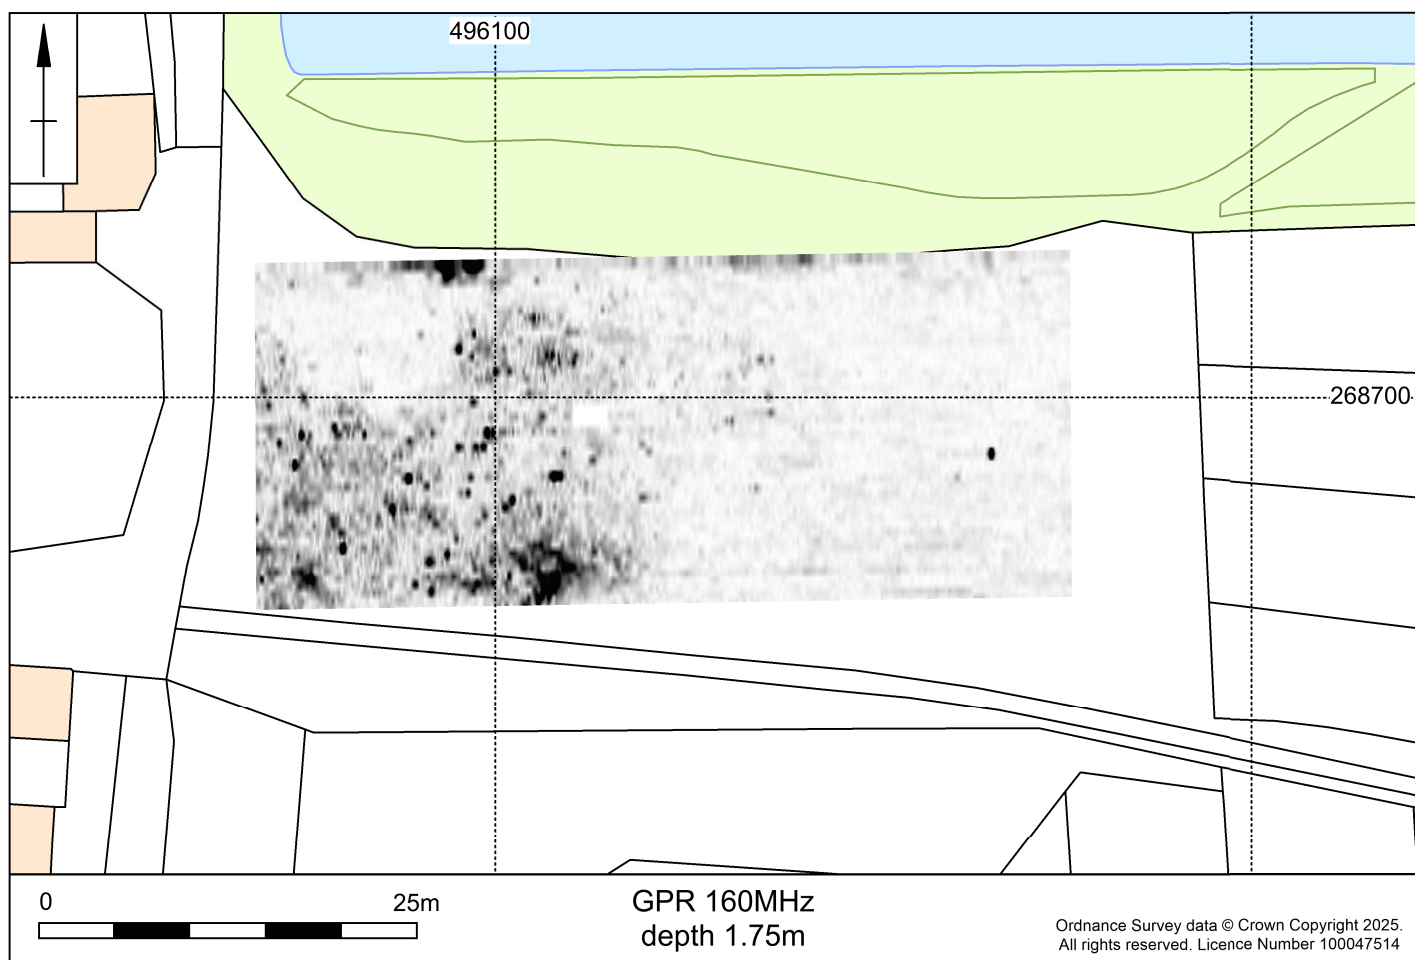 496100
268700
0 25m
GPR 160MHz
depth 1.75m
Ordnance Survey data © Crown Copyright 2025.
All rights reserved. Licence Number 100047514